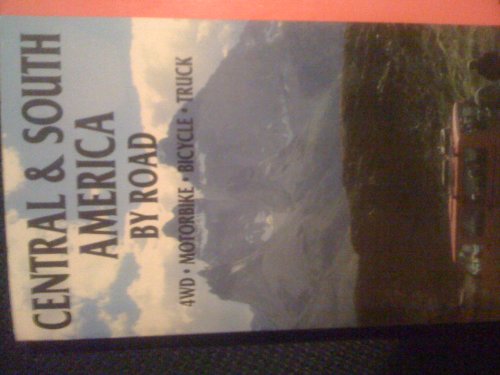 CENTRAL & SOUTH
AMERICA
BY ROAD
4WD • MOTORBIKE • BICYCLE • TRUCK